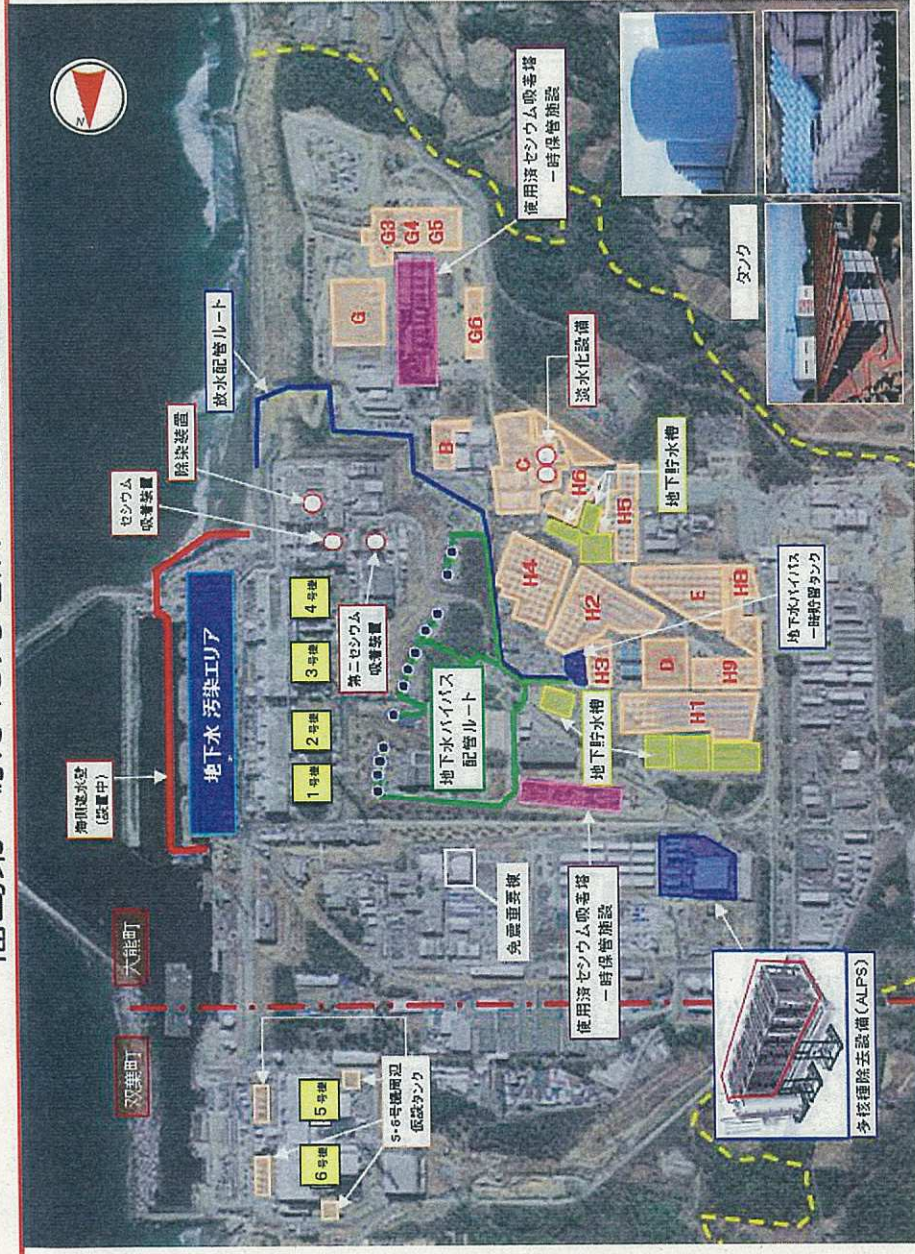 N
双葉町
大熊町
海側遮水壁
(設置中)
地下水 汚染エリア
セシウム
吸着装置
除染装置
放水配管ルート
6号機
5号機
1号機
2号機
3号機
4号機
5・6号機周辺
仮設タンク
第二セシウム
吸着装置
地下水バイパス
配管ルート
免震重要棟
使用済セシウム吸着塔
一時保管施設
使用済セシウム吸着塔
一時保管施設
G
G3
G4
G5
G6
B
C
淡水化設備
H6
地下貯水槽
H5
H4
H2
H3
E
H8
D
H9
H1
地下貯水槽
地下水バイパス
一時貯留タンク
タンク
多核種除去設備(ALPS)